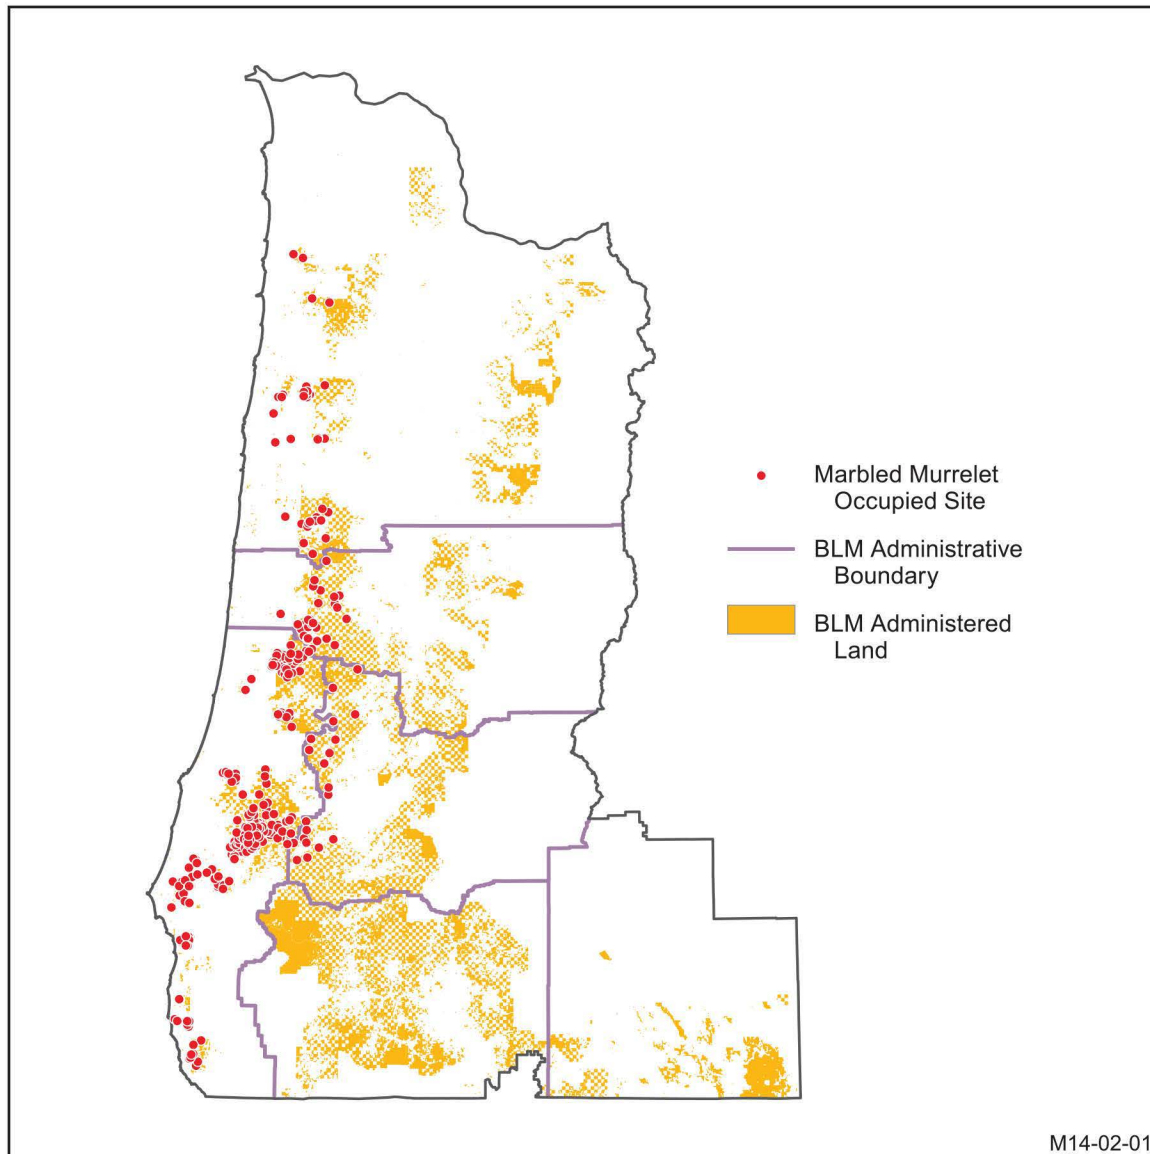 Marbled Murrelet
Occupied Site
BLM Administrative
Boundary
BLM Administered
Land
M14-02-01